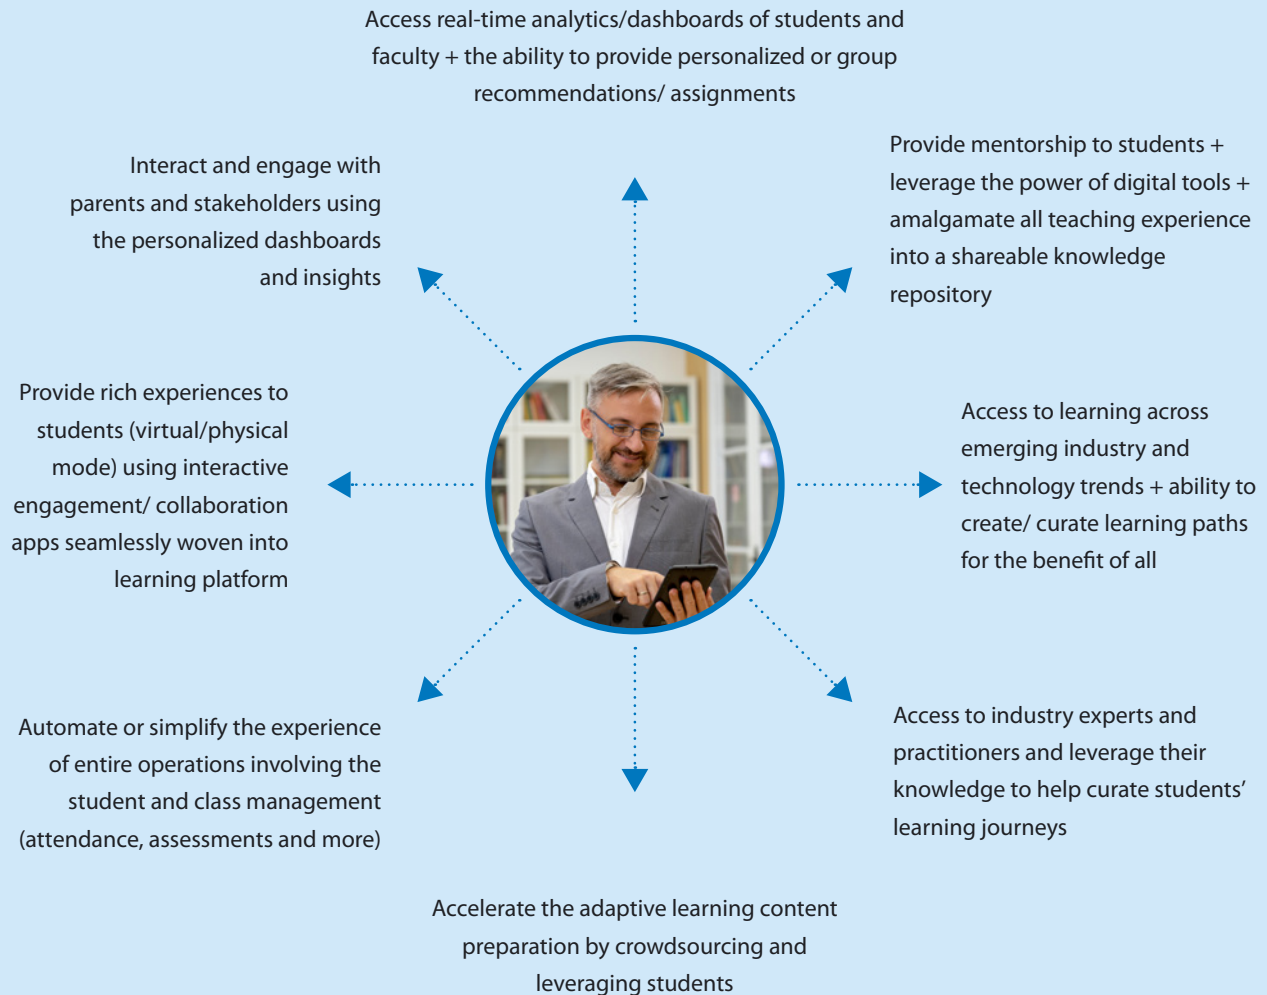 Access real-time analytics/dashboards of students and
faculty + the ability to provide personalized or group
recommendations/ assignments
Provide mentorship to students +
leverage the power of digital tools +
amalgamate all teaching experience
into a shareable knowledge
repository
Access to learning across
emerging industry and
technology trends + ability to
create/ curate learning paths
for the benefit of all
Access to industry experts and
practitioners and leverage their
knowledge to help curate students’
learning journeys
Accelerate the adaptive learning content
preparation by crowdsourcing and
leveraging students
Automate or simplify the experience
of entire operations involving the
student and class management
(attendance, assessments and more)
Provide rich experiences to
students (virtual/physical
mode) using interactive
engagement/ collaboration
apps seamlessly woven into
learning platform
Interact and engage with
parents and stakeholders using
the personalized dashboards
and insights